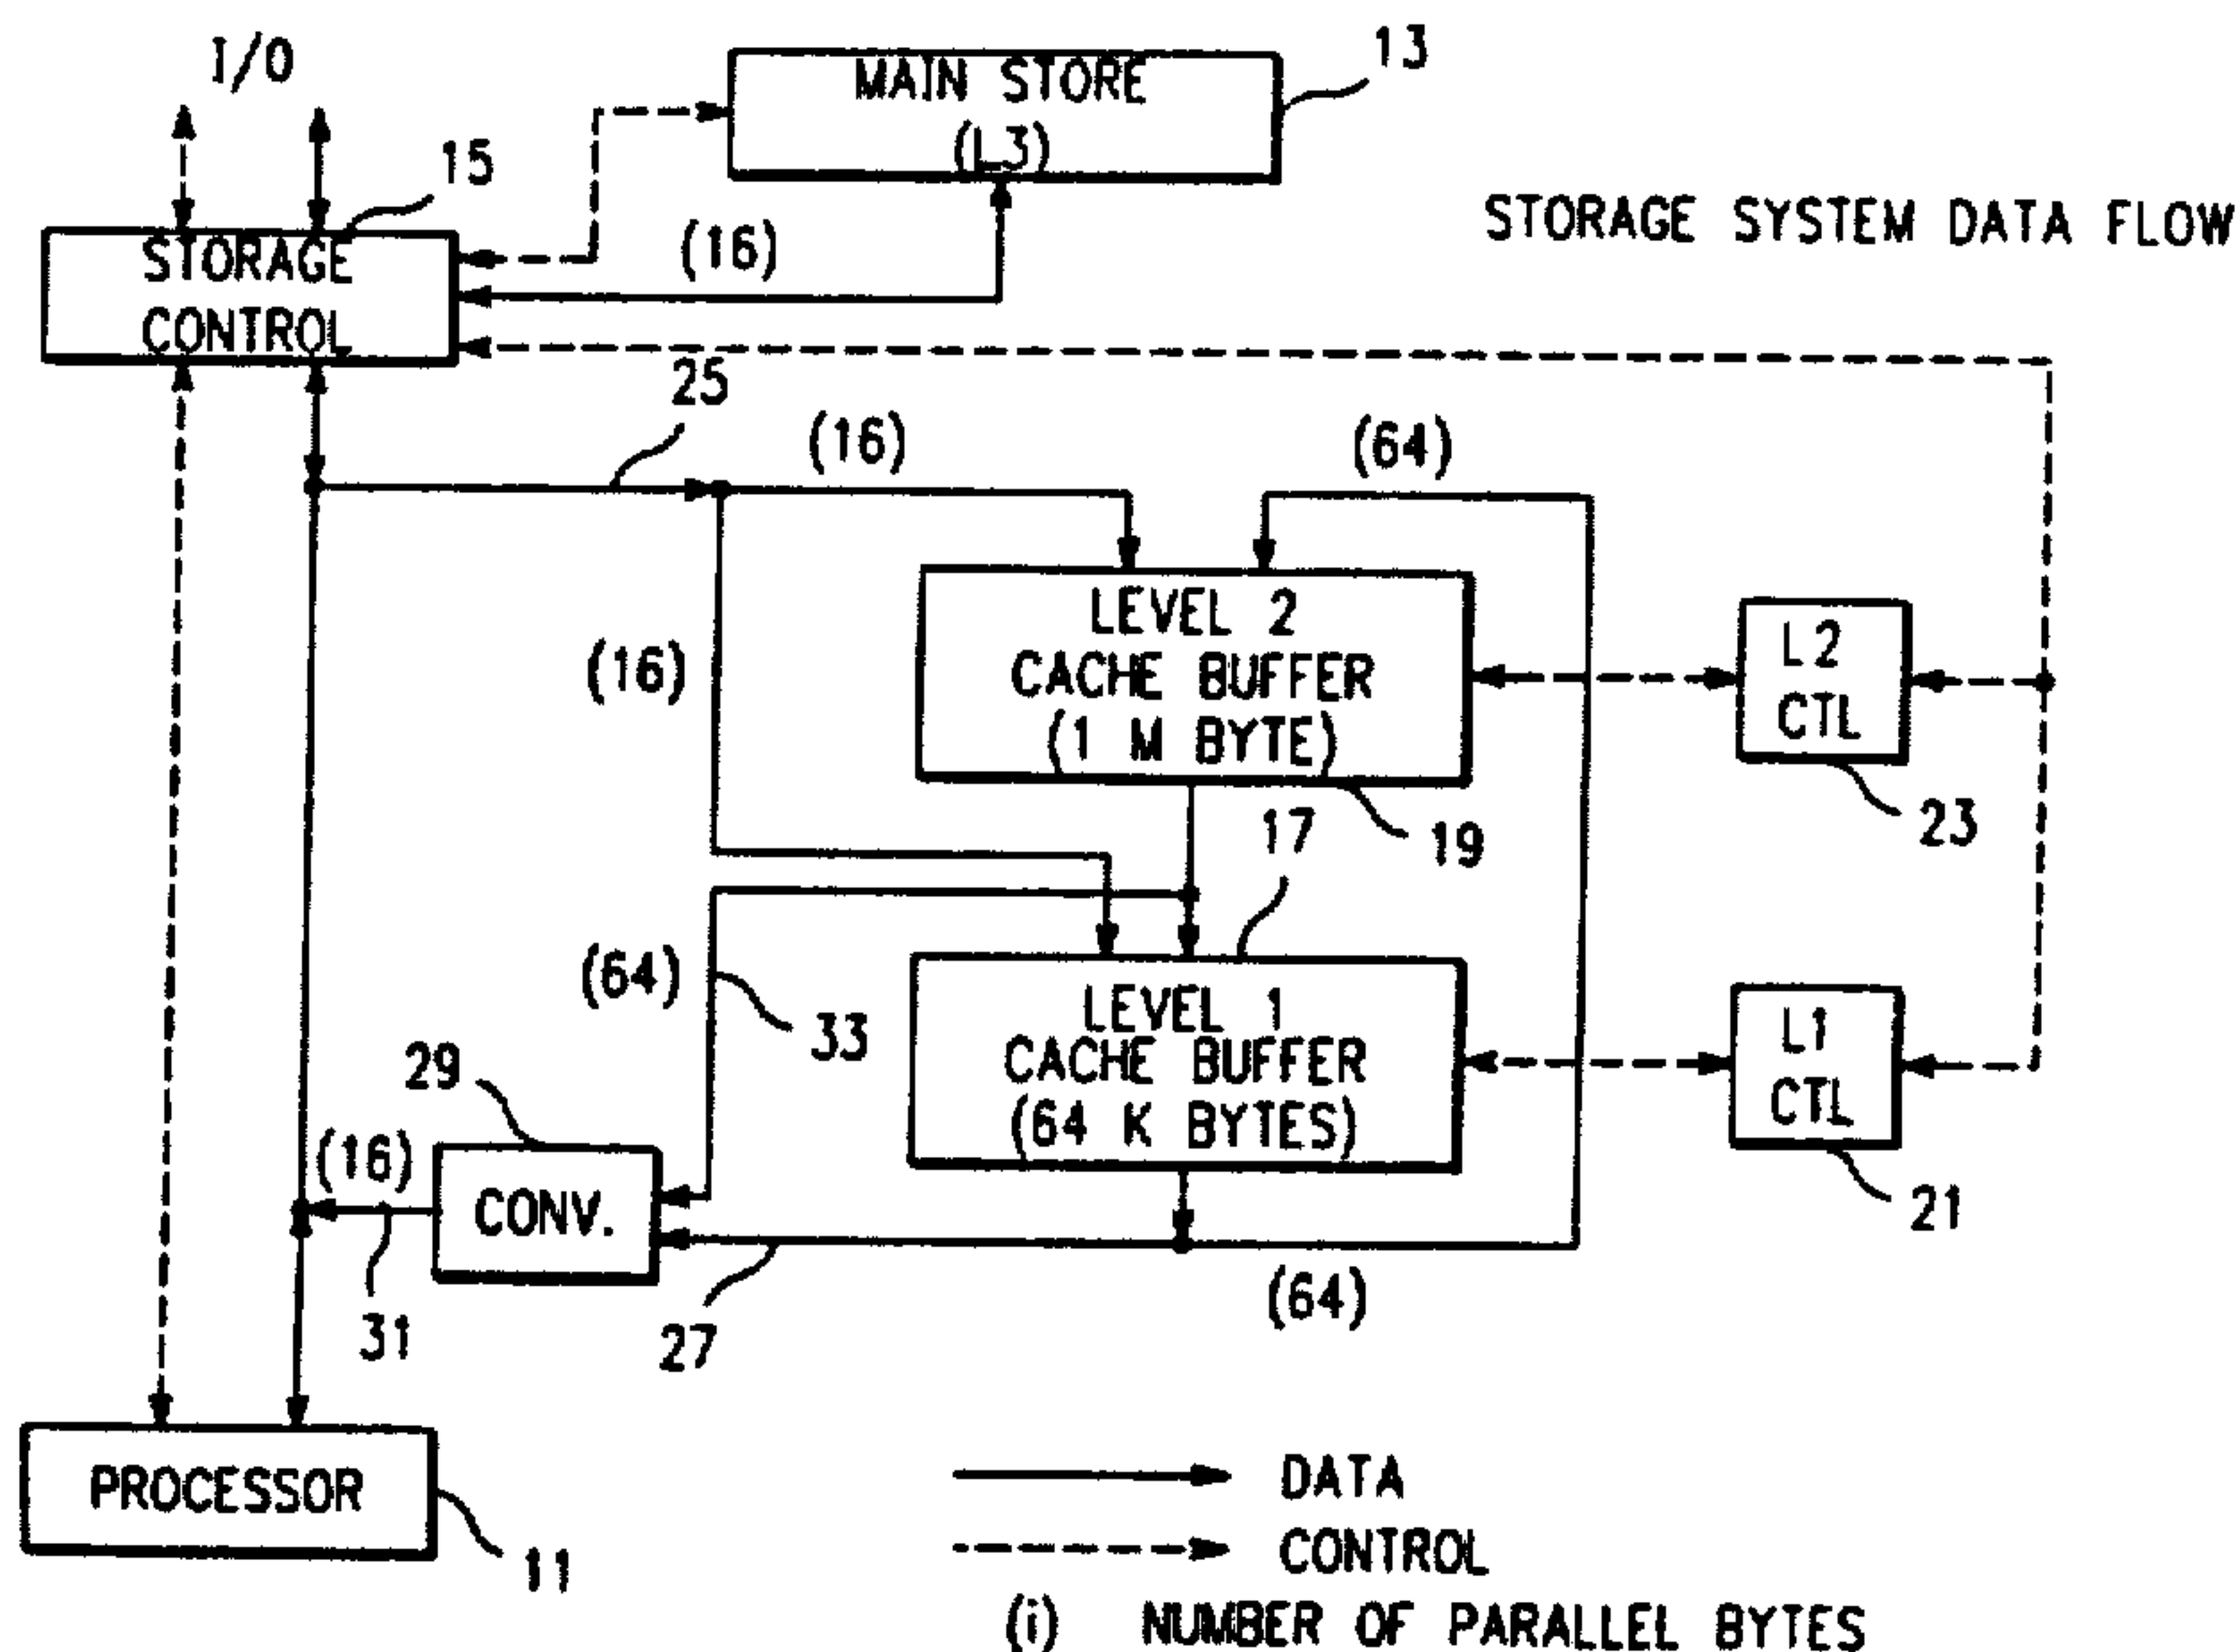 I/O
MAIN STORE
(L3)
13
15
STORAGE
CONTROL
(16)
STORAGE SYSTEM DATA FLOW
25
(16)
(64)
(16)
LEVEL 2
CACHE BUFFER
(1 M BYTE)
19
L2
CTL
23
17
(64)
33
LEVEL 1
CACHE BUFFER
(64 K BYTES)
L1
CTL
21
29
(16)
CONV.
31
27
(64)
PROCESSOR
11
DATA
CONTROL
(i) NUMBER OF PARALLEL BYTES